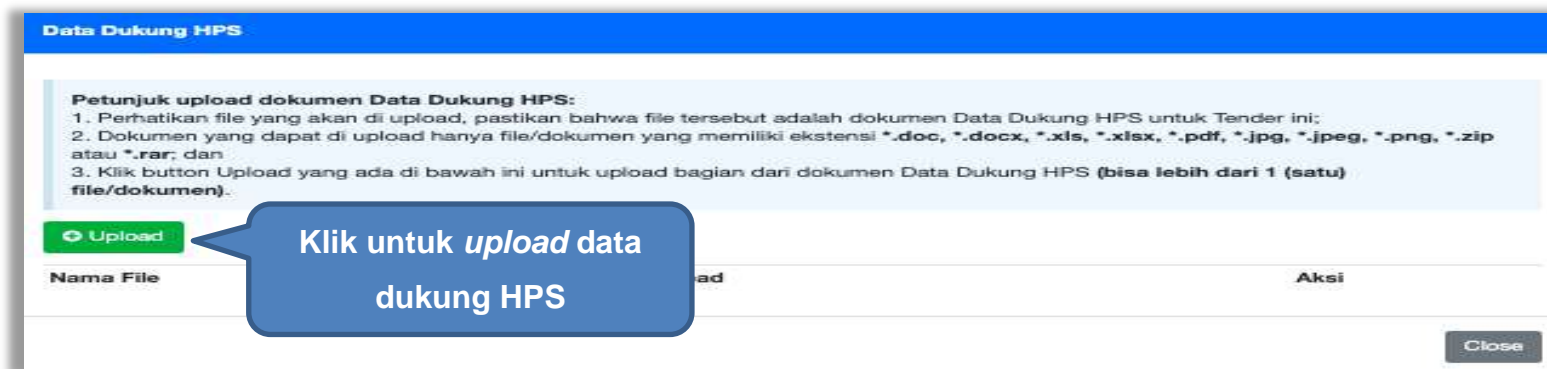 Data Dukung HPS
Petunjuk upload dokumen Data Dukung HPS:
1. Perhatikan file yang akan di upload, pastikan bahwa file tersebut adalah dokumen Data Dukung HPS untuk Tender ini;
2. Dokumen yang dapat di upload hanya file/dokumen yang memiliki ekstensi *.doc, *.docx, *.xls, *.xlsx, *.pdf, *.jpg, *.jpeg, *.png, *.zip
atau *.rar; dan
3. Klik button Upload yang ada di bawah ini untuk upload bagian dari dokumen Data Dukung HPS (bisa lebih dari 1 (satu)
file/dokumen).
Upload
Klik untuk upload data
dukung HPS
Nama File
Aksi
Close